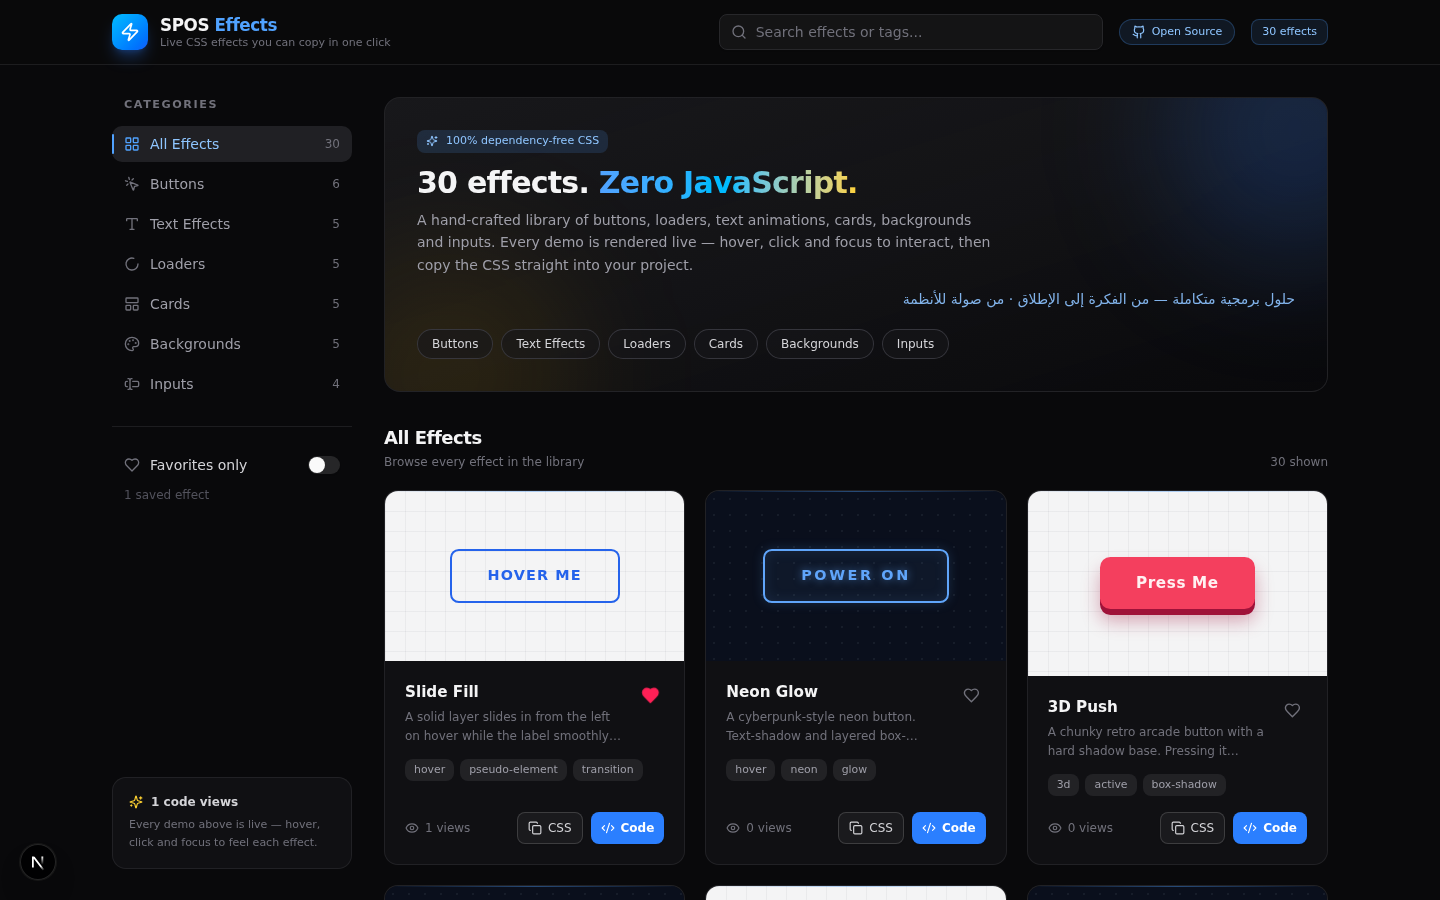 SPOS Effects
Live CSS effects you can copy in one click
Search effects or tags...
Open Source
30 effects
CATEGORIES
All Effects 30
Buttons 6
Text Effects 5
Loaders 5
Cards 5
Backgrounds 5
Inputs 4
Favorites only
1 saved effect
1 code views
Every demo above is live — hover,
click and focus to feel each effect.
N
100% dependency-free CSS
30 effects. Zero JavaScript.
A hand-crafted library of buttons, loaders, text animations, cards, backgrounds
and inputs. Every demo is rendered live — hover, click and focus to interact, then
copy the CSS straight into your project.
حلول برمجية متكاملة — من الفكرة إلى الإطلاق · من صولة للأنظمة
Buttons Text Effects Loaders Cards Backgrounds Inputs
All Effects
Browse every effect in the library
30 shown
HOVER ME
Slide Fill
A solid layer slides in from the left
on hover while the label smoothly...
hover pseudo-element transition
1 views CSS Code
POWER ON
Neon Glow
A cyberpunk-style neon button.
Text-shadow and layered box-...
hover neon glow
0 views CSS Code
Press Me
3D Push
A chunky retro arcade button with a
hard shadow base. Pressing it...
3d active box-shadow
0 views CSS Code